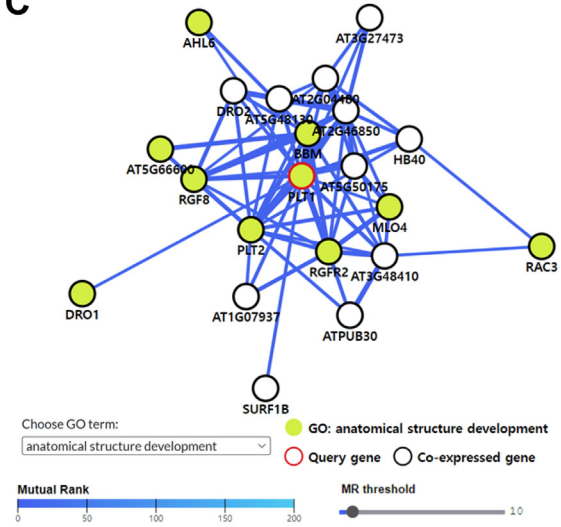 C
AHL6
AT3G27473
DRO2
AT5G48130
AT2G04480
AT2G46850
BBM
HB40
AT5G66600
AT5G50175
RGF8
PLT1
MLO4
PLT2
RGFR2
AT3G48410
RAC3
DRO1
AT1G07937
ATPUB30
SURF1B
Choose GO term:
anatomical structure development
GO: anatomical structure development
Query gene
Co-expressed gene
Mutual Rank
0 50 100 150 200
MR threshold
10